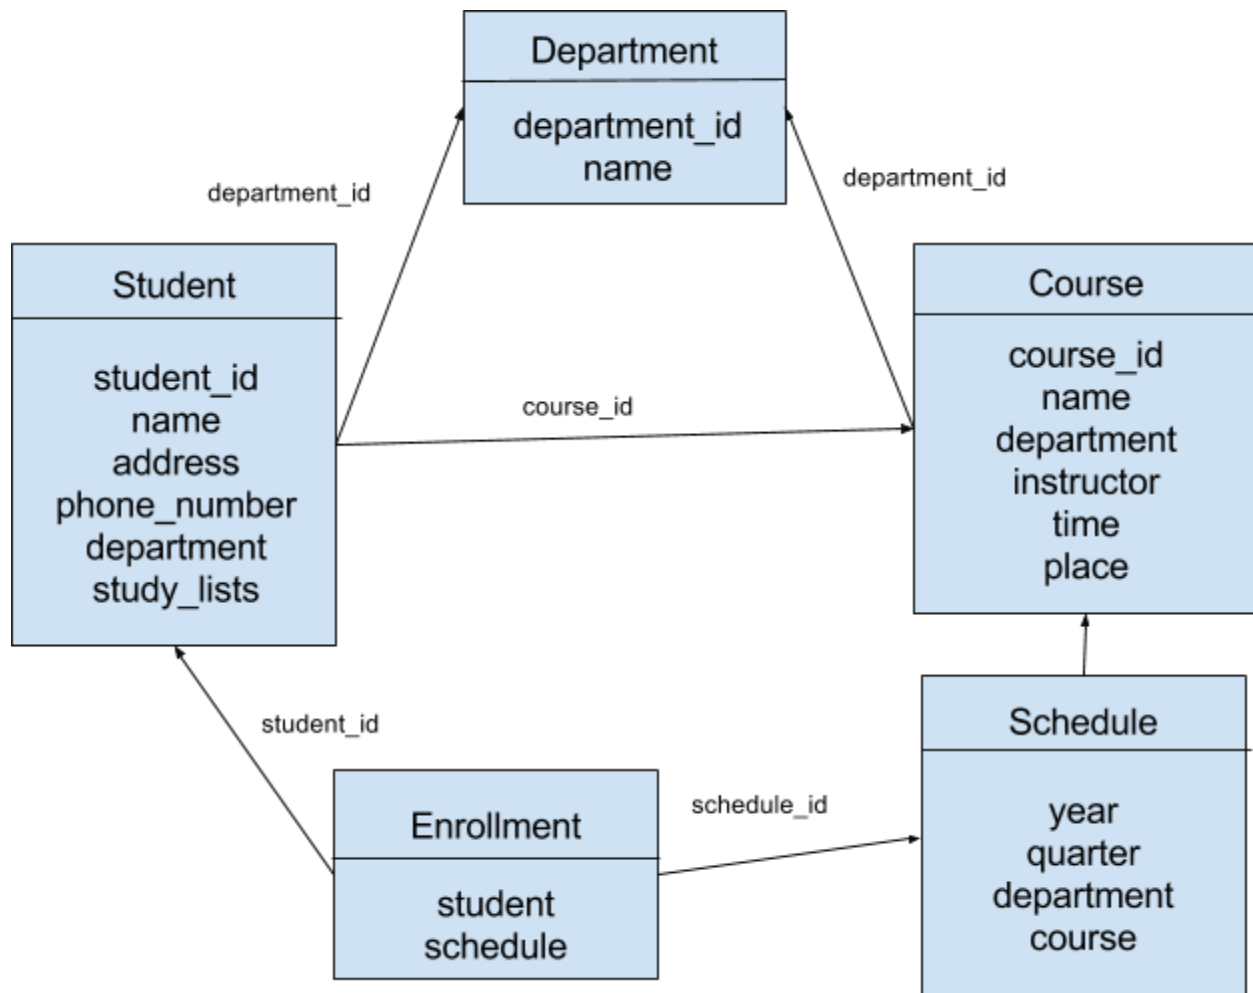 Department
department_id
name
department_id
department_id
Student
student_id
name
address
phone_number
department
study_lists
course_id
Course
course_id
name
department
instructor
time
place
student_id
Enrollment
student
schedule
schedule_id
Schedule
year
quarter
department
course